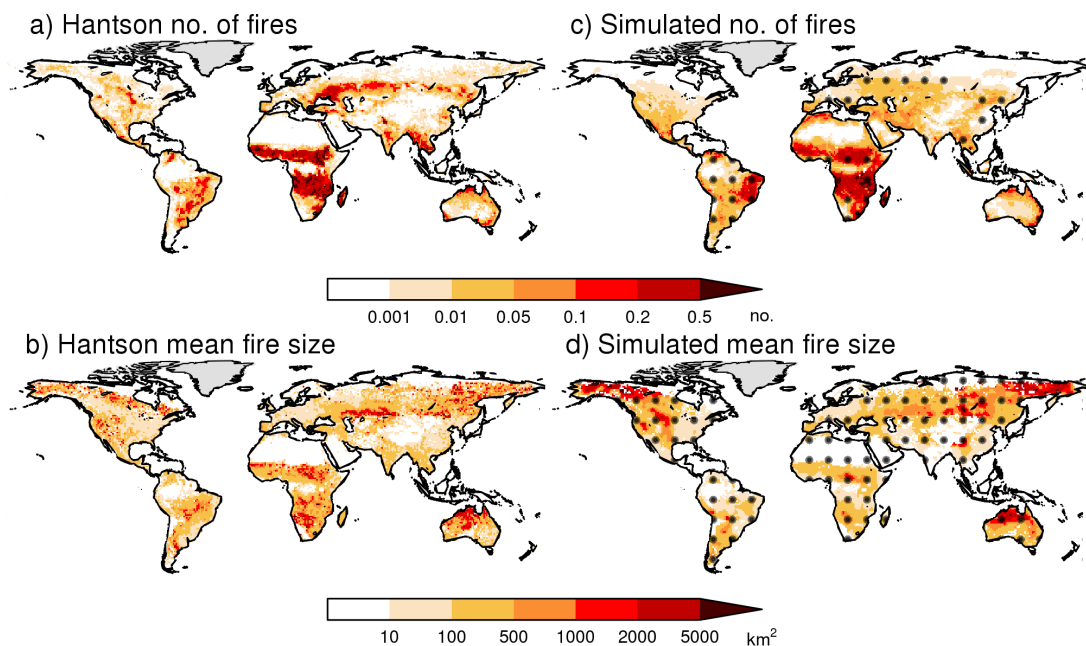 a) Hantson no. of fires
c) Simulated no. of fires
0.001 0.01 0.05 0.1 0.2 0.5 no.
b) Hantson mean fire size
d) Simulated mean fire size
10 100 500 1000 2000 5000 km²